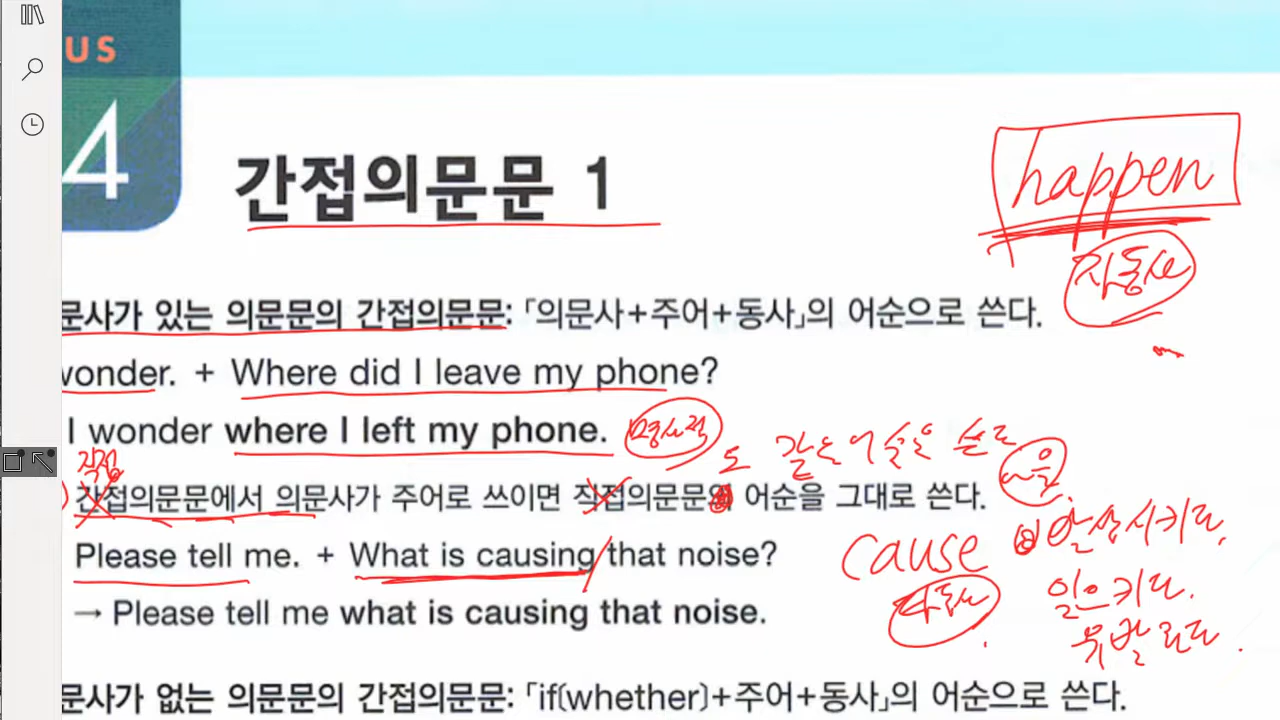 US
4
간접의문문 1
happen
자동사
문사가 있는 의문문의 간접의문문: 「의문사+주어+동사」의 어순으로 쓴다.
wonder. + Where did I leave my phone?
I wonder where I left my phone. 명사적
직접
도 같은 어순을 쓴다
간접의문문에서 의문사가 주어로 쓰이면 직접의문문의 어순을 그대로 쓴다.
~을
Please tell me. + What is causing that noise?
cause 발생시키다.
타동사 일으키다.
유발
→ Please tell me what is causing that noise.
문사가 없는 의문문의 간접의문문: 「if(whether)+주어+동사」의 어순으로 쓴다.